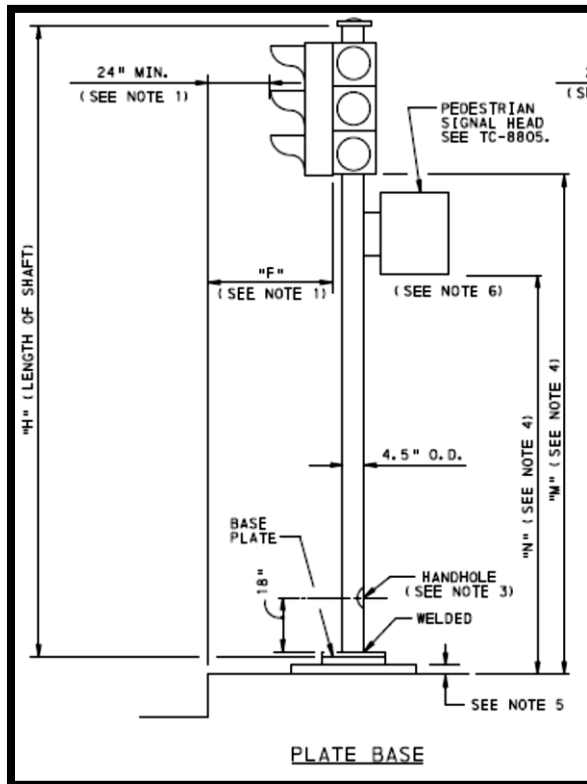 24" MIN.
(SEE NOTE 1)
PEDESTRIAN
SIGNAL HEAD
SEE TC-8805.
"F"
(SEE NOTE 1)
(SEE NOTE 6)
"H" (LENGTH OF SHAFT)
4.5" O.D.
"N" (SEE NOTE 4)
"M" (SEE NOTE 4)
BASE
PLATE
18"
HANDHOLE
(SEE NOTE 3)
WELDED
SEE NOTE 5
PLATE BASE